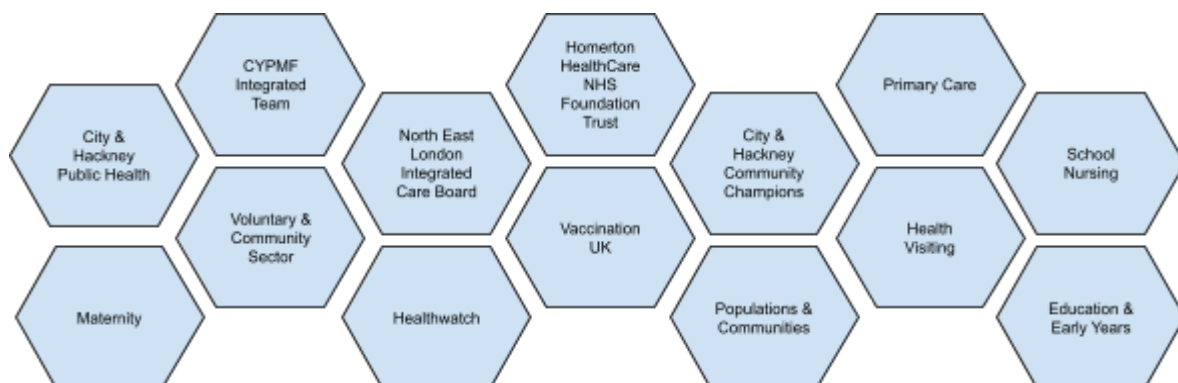 CYPMF
Integrated
Team
Homerton
HealthCare
NHS
Foundation
Trust
Primary Care
City &
Hackney
Public Health
North East
London
Integrated
Care Board
City &
Hackney
Community
Champions
School
Nursing
Voluntary &
Community
Sector
Vaccination
UK
Health
Visiting
Maternity
Healthwatch
Populations &
Communities
Education &
Early Years